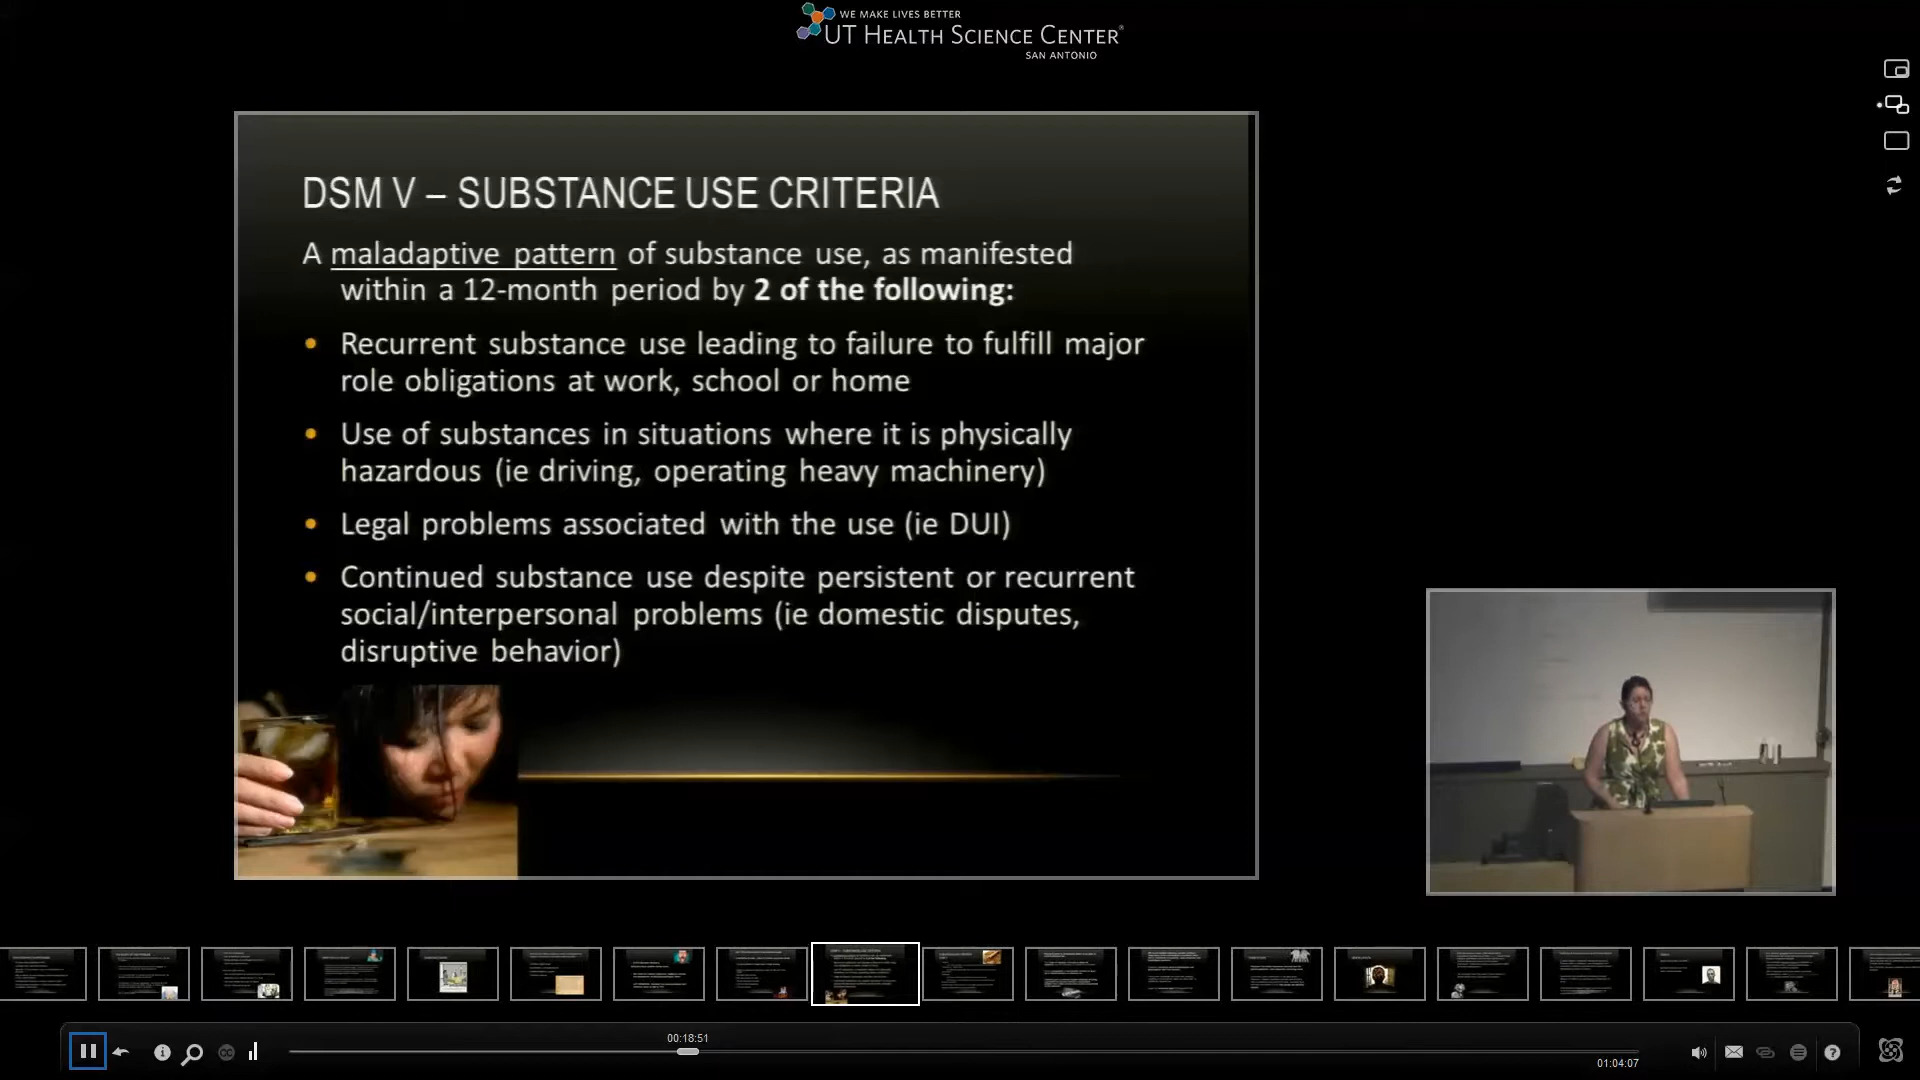 WE MAKE LIVES BETTER
UT HEALTH SCIENCE CENTER®
SAN ANTONIO
DSM V – SUBSTANCE USE CRITERIA
A maladaptive pattern of substance use, as manifested
within a 12-month period by 2 of the following:
• Recurrent substance use leading to failure to fulfill major
role obligations at work, school or home
• Use of substances in situations where it is physically
hazardous (ie driving, operating heavy machinery)
• Legal problems associated with the use (ie DUI)
• Continued substance use despite persistent or recurrent
social/interpersonal problems (ie domestic disputes,
disruptive behavior)
00:18:51
01:04:07